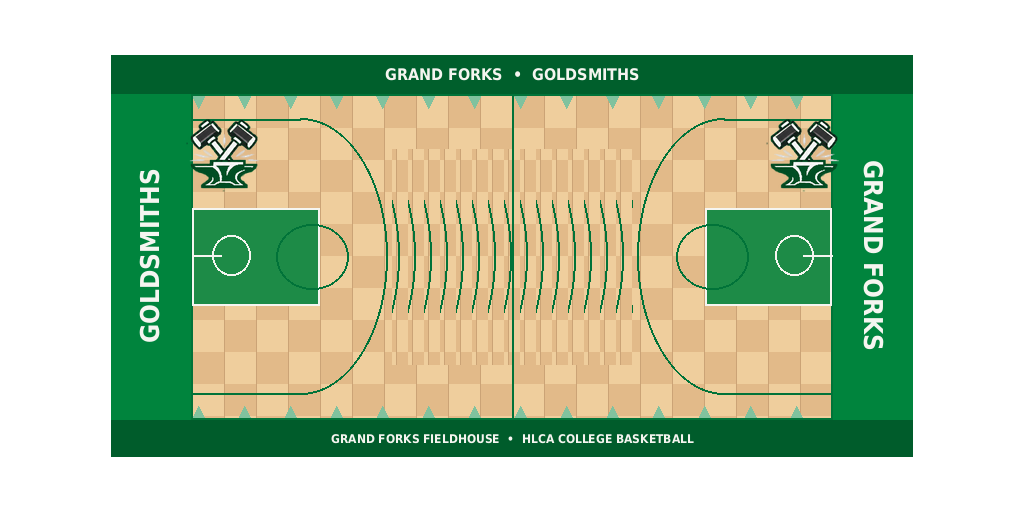 GRAND FORKS • GOLDSMITHS
GOLDSMITHS
GRAND FORKS
GRAND FORKS FIELDHOUSE • HLCA COLLEGE BASKETBALL